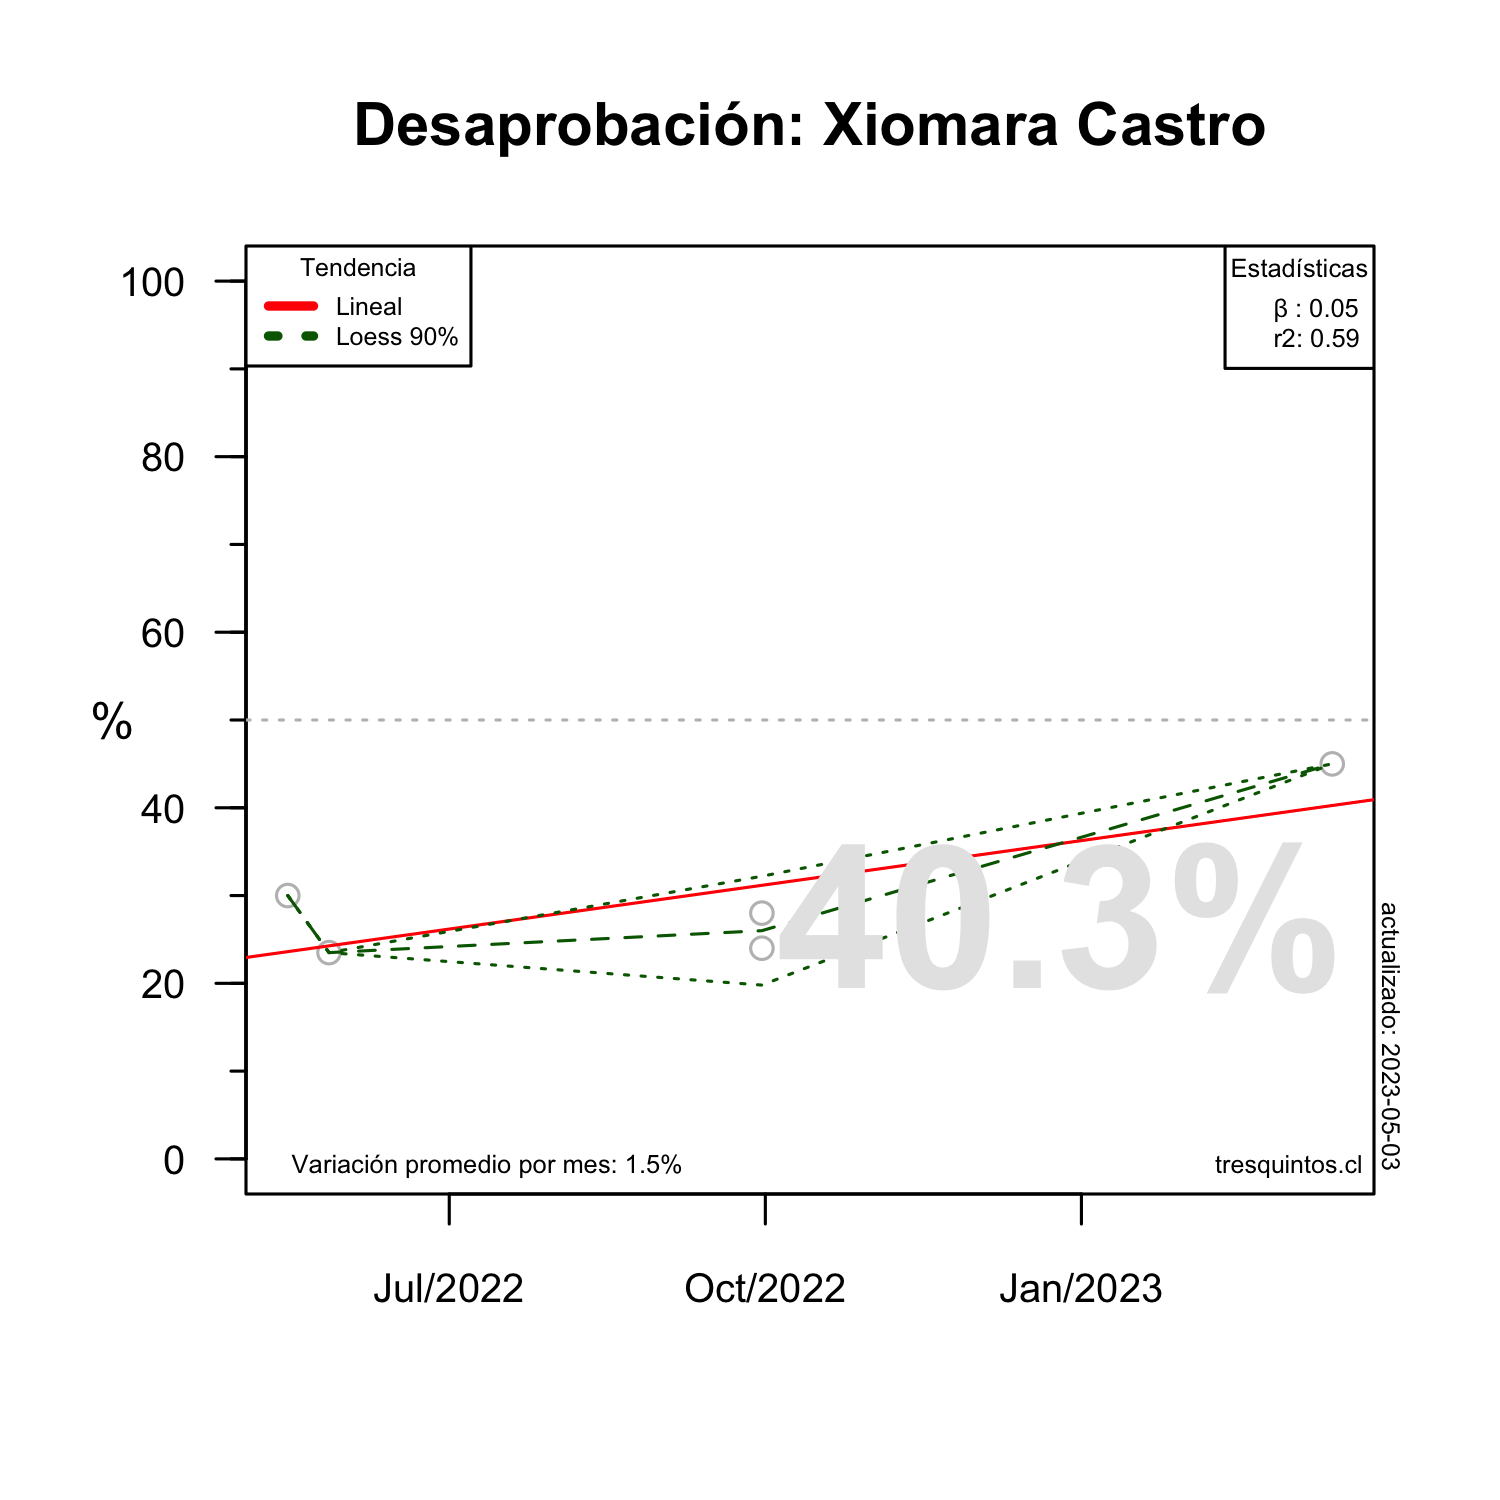 Desaprobación: Xiomara Castro
Tendencia
Lineal
Loess 90%
Estadísticas
β : 0.05
r2: 0.59
100
80
60
%
40
20
0
40.3%
actualizado: 2023-05-03
Variación promedio por mes: 1.5%
tresquintos.cl
Jul/2022
Oct/2022
Jan/2023